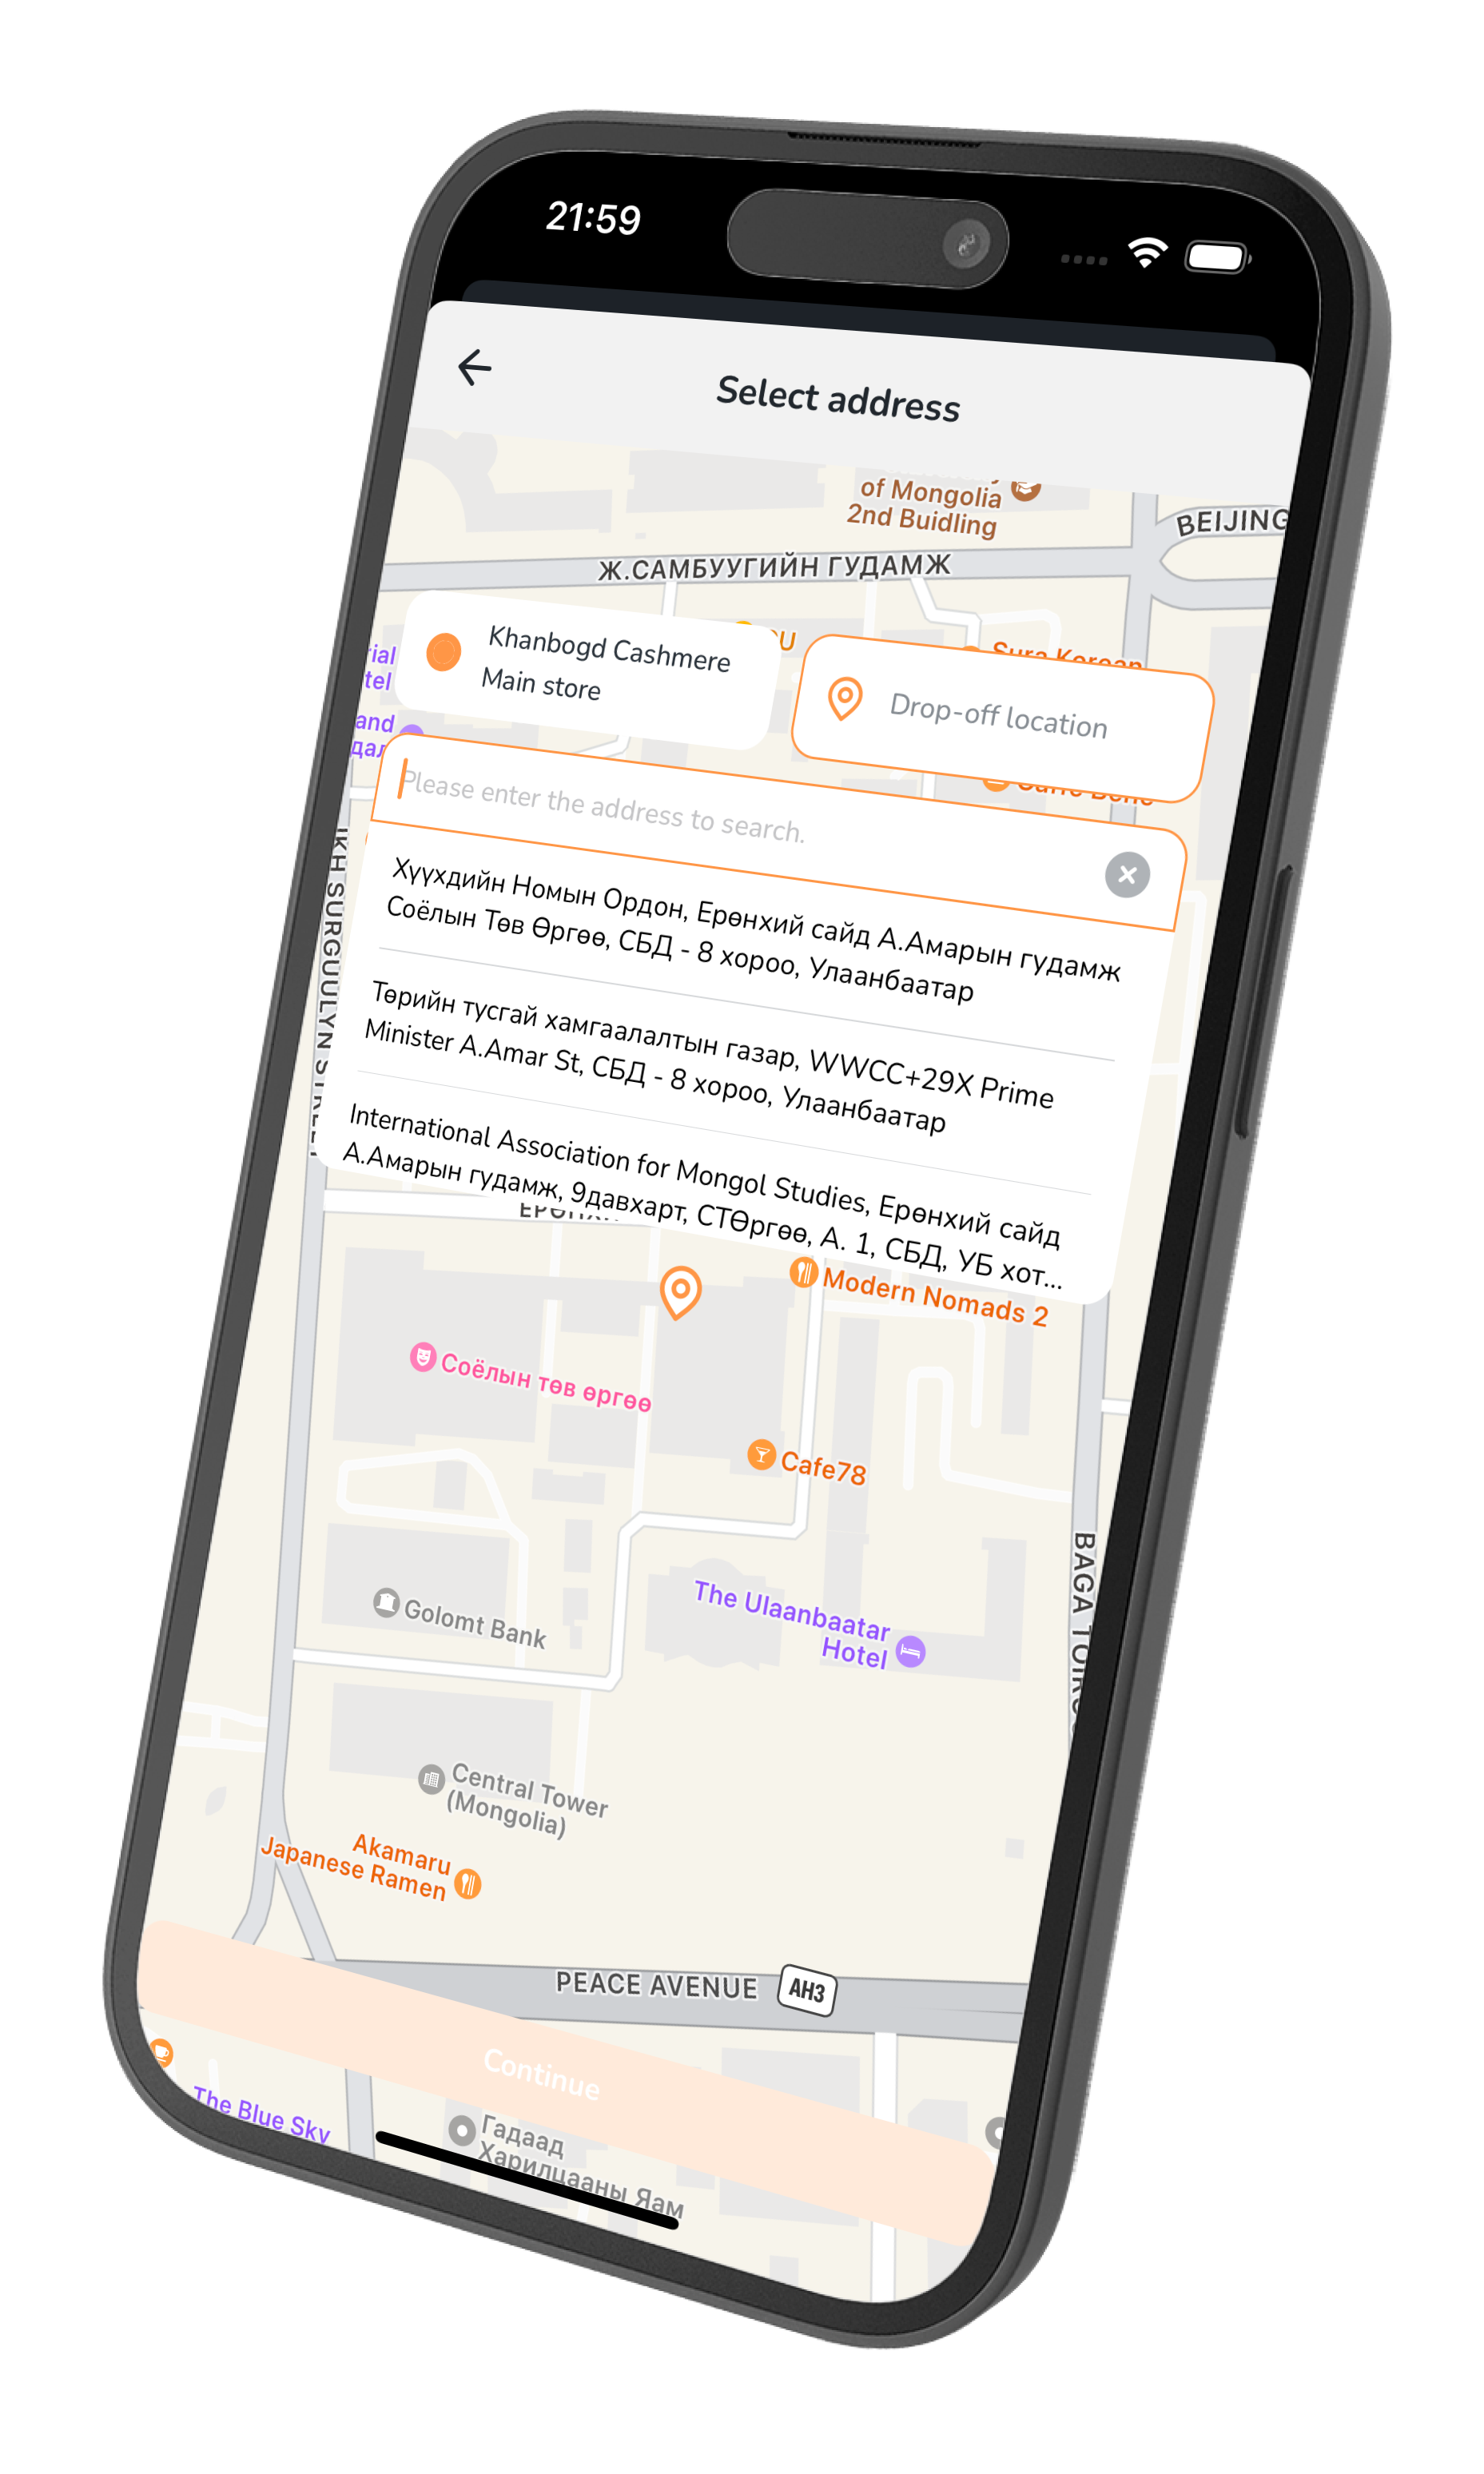 21:59
Select address
of Mongolia
2nd Buidling
BEIJING
Ж.САМБУУГИЙН ГУДАМЖ
Khanbogd Cashmere
Main store
Drop-off location
Please enter the address to search.
Хүүхдийн Номын Ордон, Ерөнхий сайд А.Амарын гудамж
Соёлын Төв Өргөө, СБД - 8 хороо, Улаанбаатар
Төрийн тусгай хамгаалалтын газар, WWCC+29X Prime
Minister A.Amar St, СБД - 8 хороо, Улаанбаатар
International Association for Mongol Studies, Ерөнхий сайд
А.Амарын гудамж, 9давхарт, СТӨргөө, А. 1, СБД, УБ хот...
IKH SURGUULYN
Modern Nomads 2
Соёлын төв өргөө
Cafe78
Golomt Bank
The Ulaanbaatar
Hotel
BAGA
Central Tower
(Mongolia)
Akamaru
Japanese Ramen
PEACE AVENUE
AH3
Continue
The Blue Sky
Гадаад
Харилцааны Яам